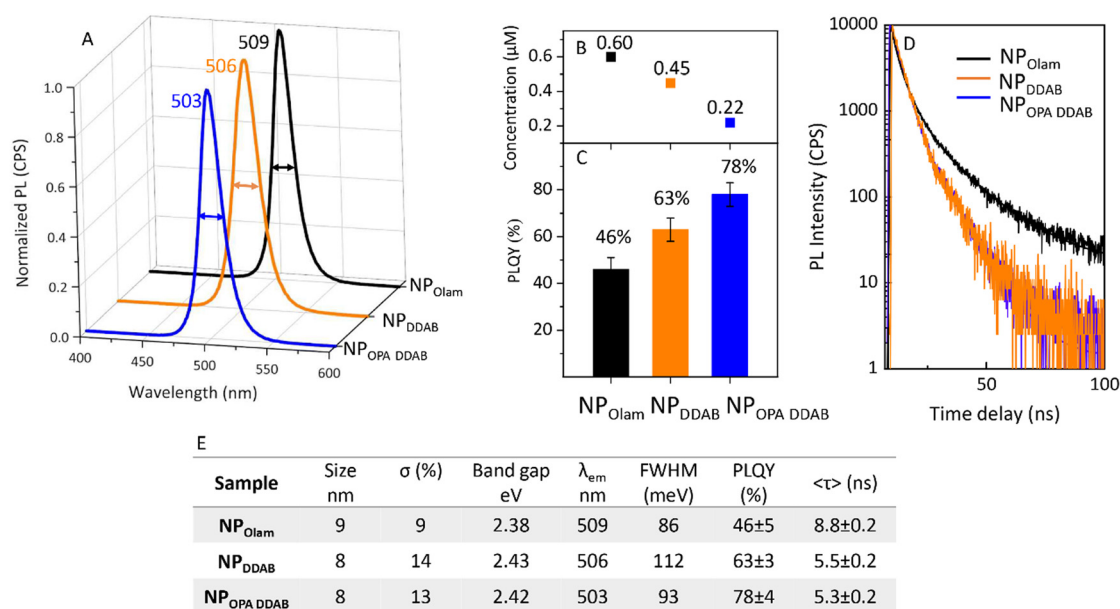 A
509
506
503
1.0
0.8
0.6
0.4
0.2
0.0
Normalized PL (CPS)
400
450
500
550
600
Wavelength (nm)
NP_Olam
NP_DDAB
NP_OPA DDAB
B
0.60
0.45
0.22
0.6
0.4
0.2
Concentration (μM)
C
46%
63%
78%
80
60
40
20
PLQY (%)
NP_Olam NP_DDAB NP_OPA DDAB
D
NP_Olam
NP_DDAB
NP_OPA DDAB
10000
1000
100
10
1
PL Intensity (CPS)
50 100
Time delay (ns)
E
Sample Size nm σ (%) Band gap eV λem nm FWHM (meV) PLQY (%) <τ> (ns)
NP_Olam 9 9 2.38 509 86 46±5 8.8±0.2
NP_DDAB 8 14 2.43 506 112 63±3 5.5±0.2
NP_OPA DDAB 8 13 2.42 503 93 78±4 5.3±0.2